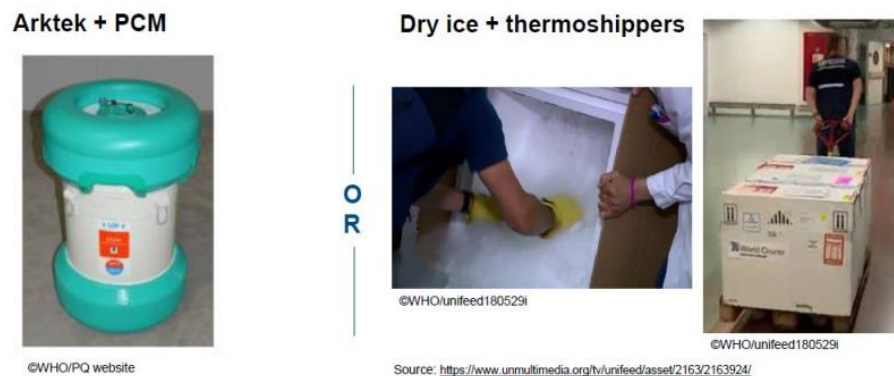 Arktek + PCM
Dry ice + thermoshippers
O
R
World Courier
©WHO/unifeed180529i
©WHO/unifeed180529i
©WHO/PQ website
Source: https://www.unmultimedia.org/tv/unifeed/asset/2163/2163924/